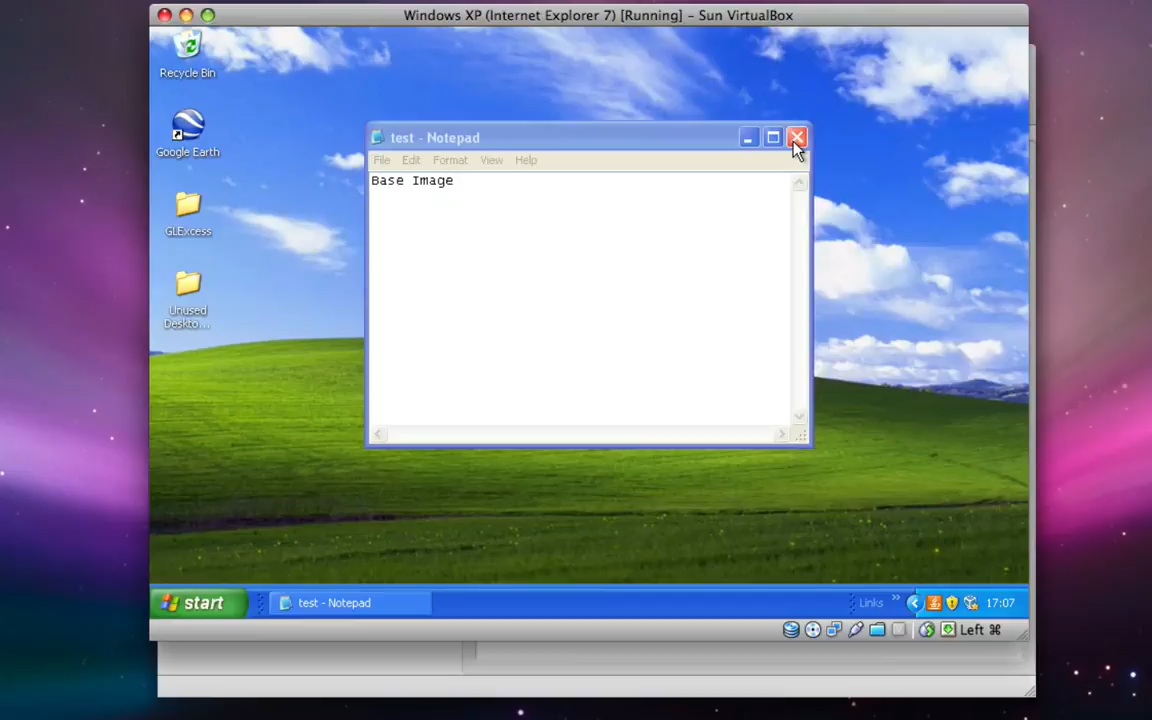 Windows XP (Internet Explorer 7) [Running] – Sun VirtualBox
Recycle Bin
Google Earth
GLExcess
Unused
Deskto...
test - Notepad
File Edit Format View Help
Base Image
start
test - Notepad
Links
»
17:07
Left ⌘